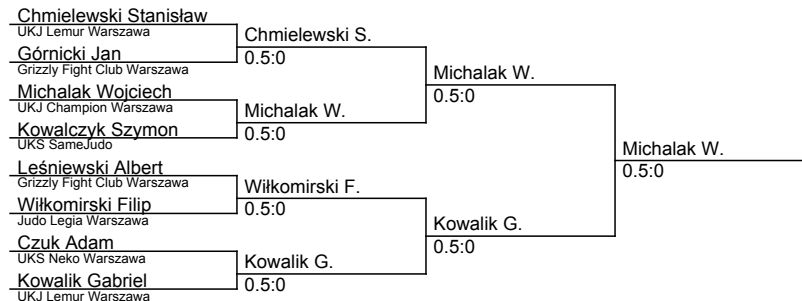 Chmielewski Stanisław
UKJ Lemur Warszawa
Chmielewski S.
0.5:0
Górnicki Jan
Grizzly Fight Club Warszawa
Michalak W.
0.5:0
Michalak Wojciech
UKJ Champion Warszawa
Michalak W.
0.5:0
Kowalczyk Szymon
UKS SameJudo
Michalak W.
0.5:0
Leśniewski Albert
Grizzly Fight Club Warszawa
Wiłkomirski F.
0.5:0
Wiłkomirski Filip
Judo Legia Warszawa
Kowalik G.
0.5:0
Czuk Adam
UKS Neko Warszawa
Kowalik G.
0.5:0
Kowalik Gabriel
UKJ Lemur Warszawa